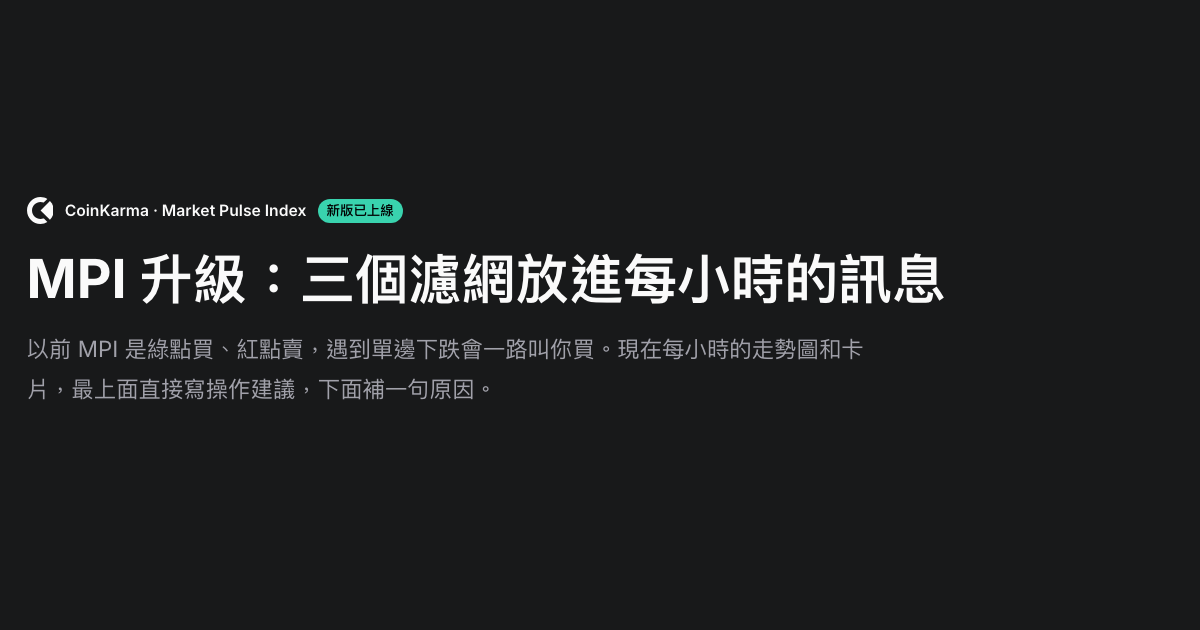 CoinKarma · Market Pulse Index 新版已上線
MPI 升級：三個濾網放進每小時的訊息
以前 MPI 是綠點買、紅點賣，遇到單邊下跌會一路叫你買。現在每小時的走勢圖和卡
片，最上面直接寫操作建議，下面補一句原因。